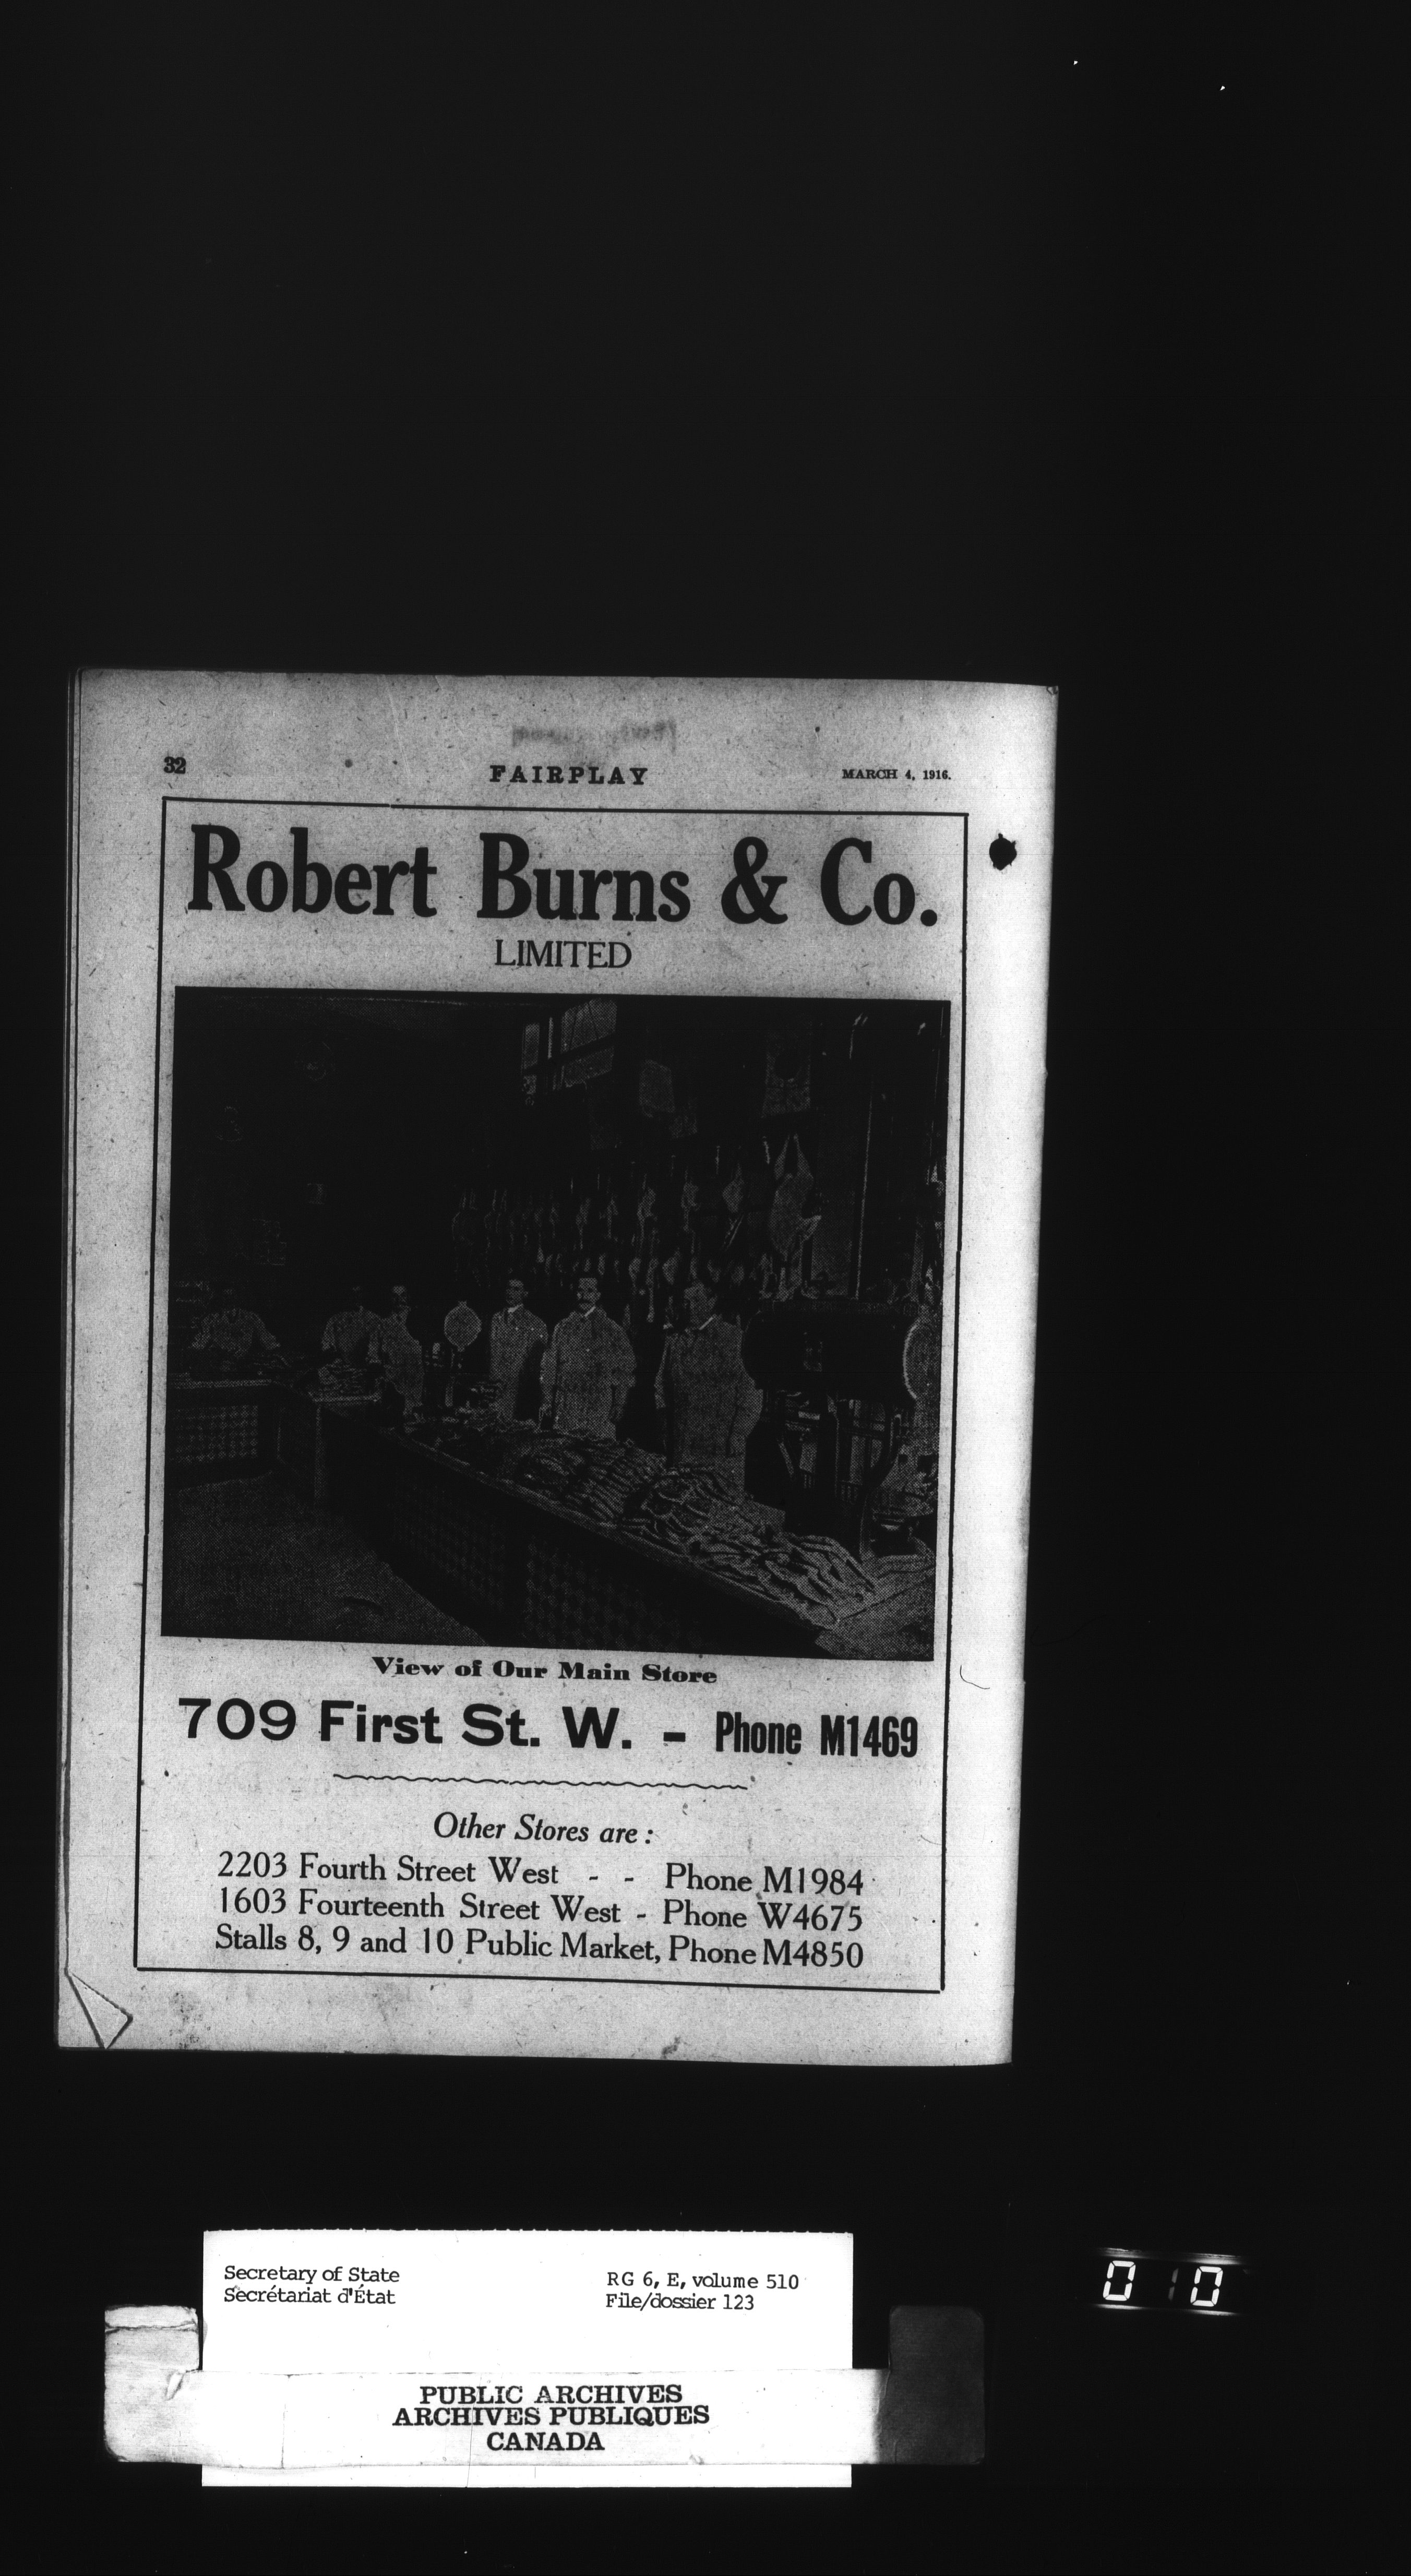 32 FAIRPLAY MARCH 4, 1916.
Robert Burns & Co.
LIMITED
View of Our Main Store
709 First St. W. - Phone M1469
Other Stores are:
2203 Fourth Street West - - Phone M1984
1603 Fourteenth Street West - Phone W4675
Stalls 8, 9 and 10 Public Market, Phone M4850
Secretary of State RG 6, E, volume 510
Secrétariat d'État File/dossier 123
010
PUBLIC ARCHIVES
ARCHIVES PUBLIQUES
CANADA